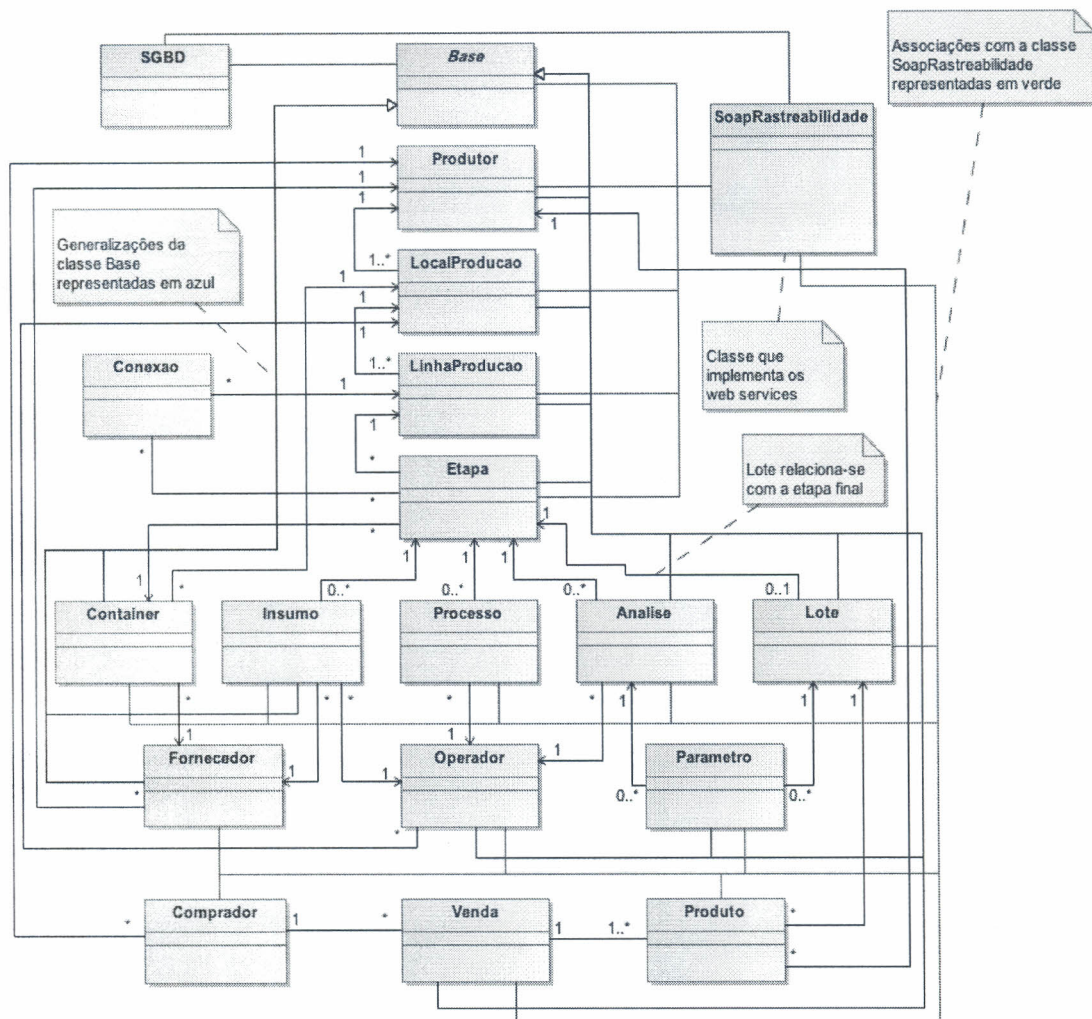 SGBD
Base
Associações com a classe
SoapRastreabilidade
representadas em verde
SoapRastreabilidade
1
Produtor
1
1
1
Generalizações da
classe Base
representadas em azul
1..*
LocalProducao
1
1
Classe que
implementa os
web services
Conexao
*
1..*
1
LinhaProducao
1
*
*
Etapa
*
*
Lote relaciona-se
com a etapa final
1
1
1
1
1
*
0..*
0..*
0..*
0..1
Container
Insumo
Processo
Analise
Lote
*
*
*
*
*
1
1
1
1
1
Fornecedor
1
1
Operador
1
Parametro
*
0..*
0..*
*
Comprador
1
*
Venda
1
1..*
Produto
*
*
*